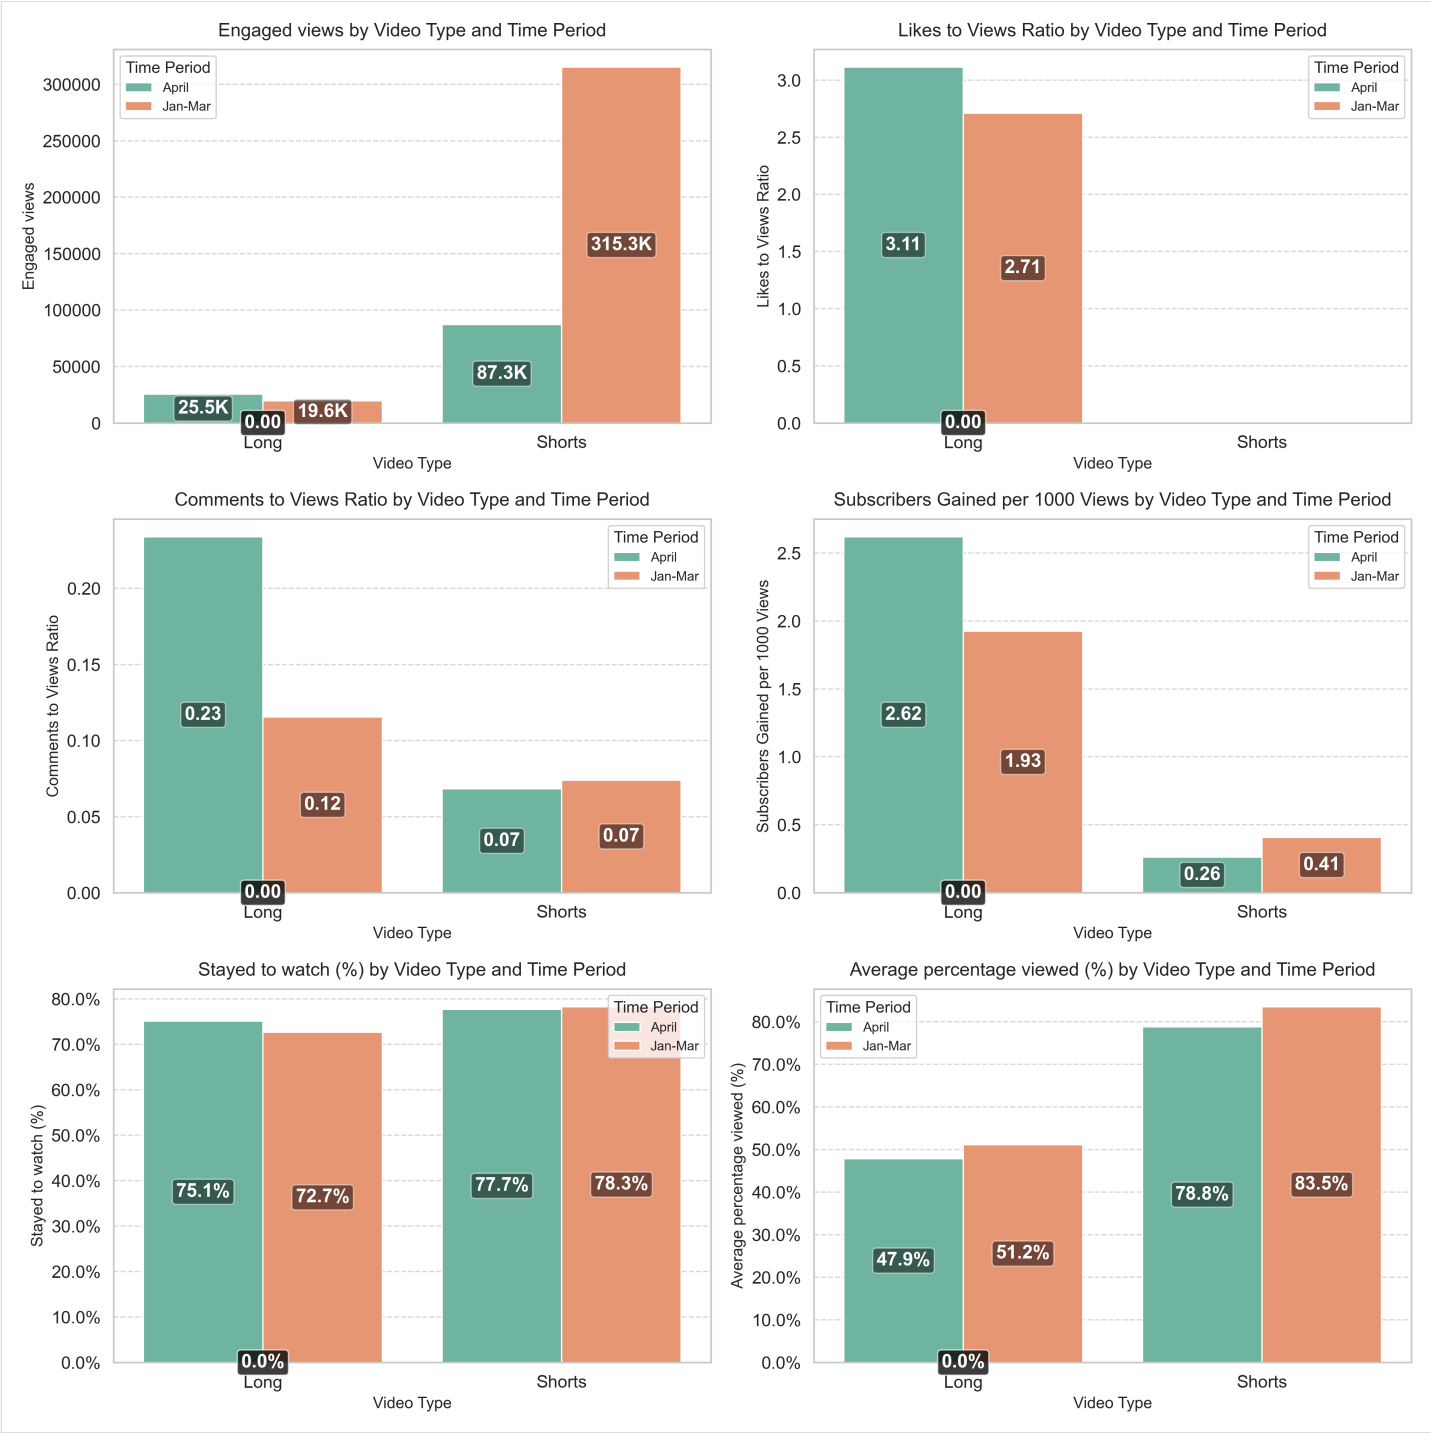 Engaged views by Video Type and Time Period
Time Period
April
Jan-Mar
Engaged views
300000
250000
200000
150000
100000
50000
0
25.5K
19.6K
0.00
87.3K
315.3K
Long
Shorts
Video Type
Likes to Views Ratio by Video Type and Time Period
Time Period
April
Jan-Mar
Likes to Views Ratio
3.0
2.5
2.0
1.5
1.0
0.5
0.0
3.11
2.71
0.00
Long
Shorts
Video Type
Comments to Views Ratio by Video Type and Time Period
Time Period
April
Jan-Mar
Comments to Views Ratio
0.20
0.15
0.10
0.05
0.00
0.23
0.12
0.00
0.07
0.07
Long
Shorts
Video Type
Subscribers Gained per 1000 Views by Video Type and Time Period
Time Period
April
Jan-Mar
Subscribers Gained per 1000 Views
2.5
2.0
1.5
1.0
0.5
0.0
2.62
1.93
0.00
0.26
0.41
Long
Shorts
Video Type
Stayed to watch (%) by Video Type and Time Period
Time Period
April
Jan-Mar
Stayed to watch (%)
80.0%
70.0%
60.0%
50.0%
40.0%
30.0%
20.0%
10.0%
0.0%
75.1%
72.7%
0.0%
77.7%
78.3%
Long
Shorts
Video Type
Average percentage viewed (%) by Video Type and Time Period
Time Period
April
Jan-Mar
Average percentage viewed (%)
80.0%
70.0%
60.0%
50.0%
40.0%
30.0%
20.0%
10.0%
0.0%
47.9%
51.2%
0.0%
78.8%
83.5%
Long
Shorts
Video Type